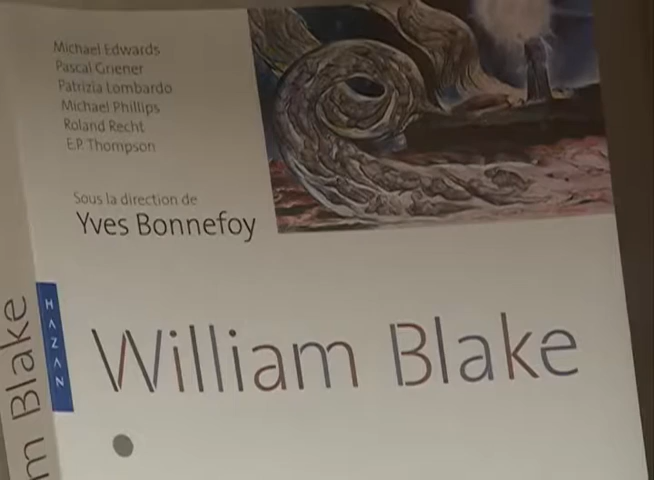 Michael Edwards
Pascal Griener
Patrizia Lombardo
Michael Phillips
Roland Recht
E.P. Thompson
Sous la direction de
Yves Bonnefoy
HAZAN
William Blake
m Blake